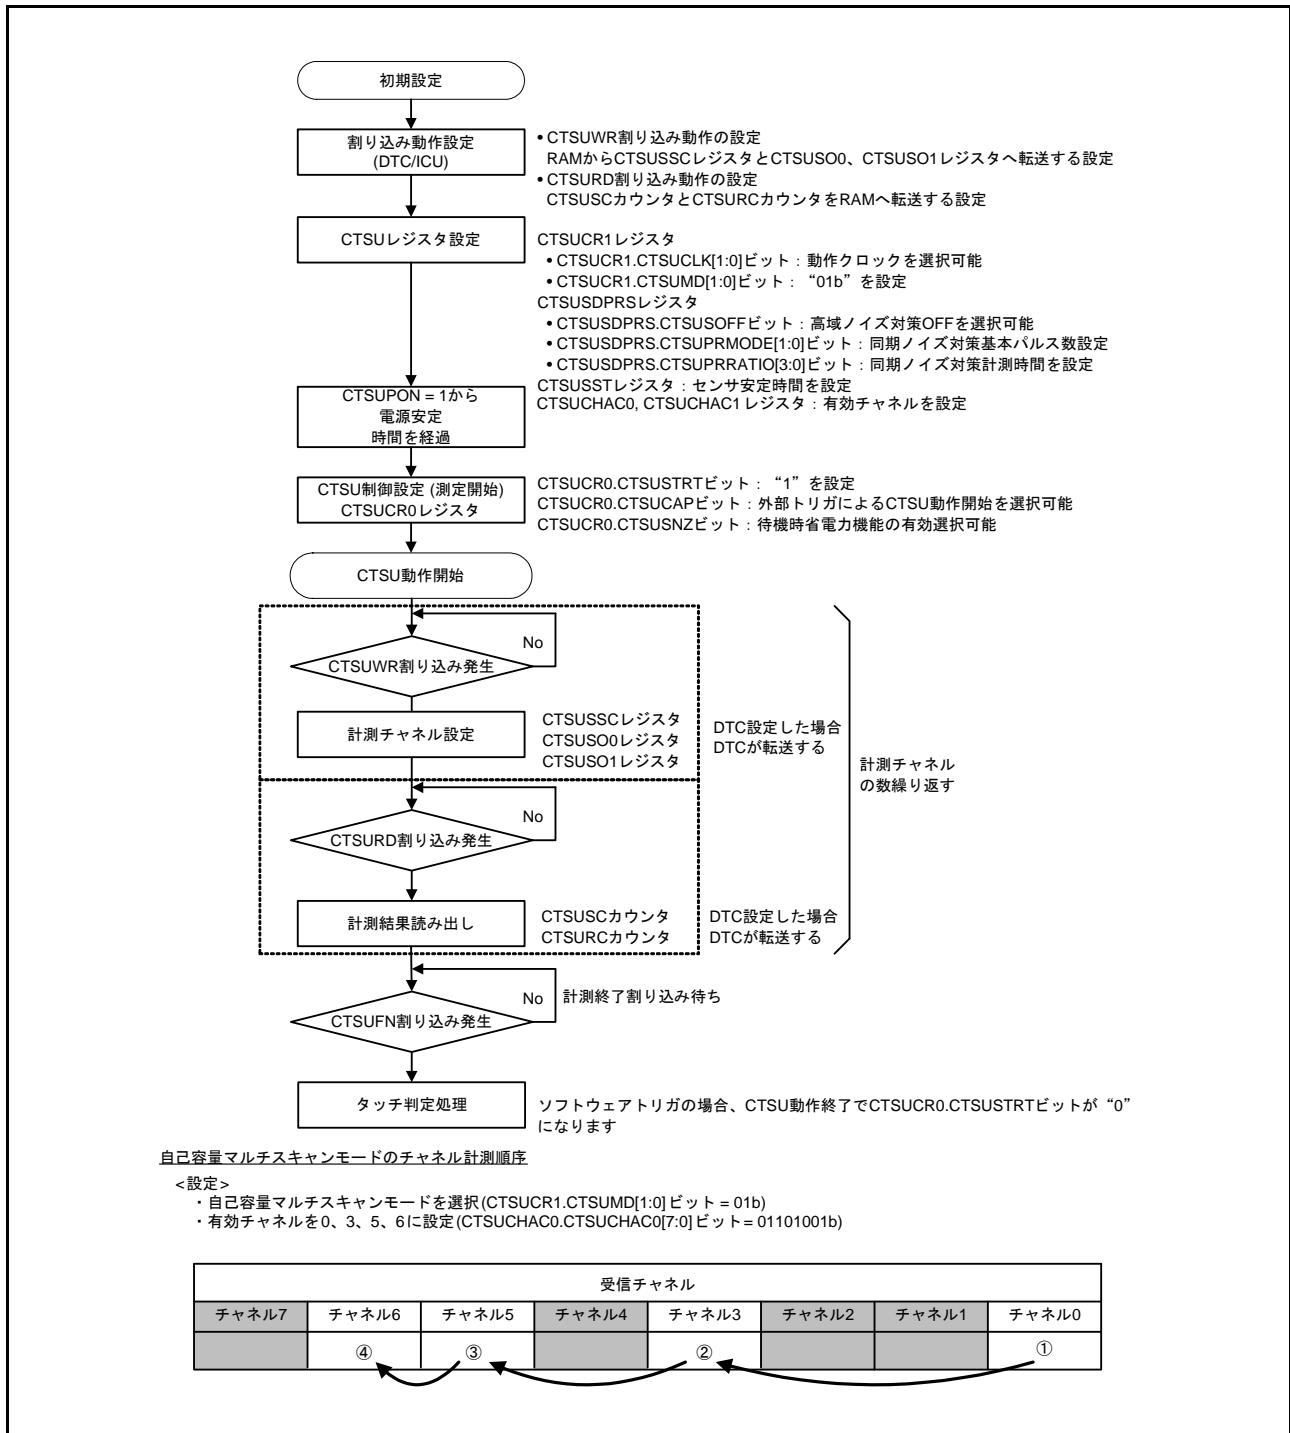 初期設定
割り込み動作設定
(DTC/ICU)
• CTSUWR割り込み動作の設定
RAMからCTSUSSCレジスタとCTSUSO0、CTSUSO1レジスタへ転送する設定
• CTSURD割り込み動作の設定
CTSUSCカウンタとCTSURCカウンタをRAMへ転送する設定
CTSUレジスタ設定
CTSUCR1レジスタ
• CTSUCR1.CTSUCLK[1:0]ビット：動作クロックを選択可能
• CTSUCR1.CTSUMD[1:0]ビット：“01b”を設定
CTSUSDPRSレジスタ
• CTSUSDPRS.CTSUSOFFビット：高域ノイズ対策OFFを選択可能
• CTSUSDPRS.CTSUPRMODE[1:0]ビット：同期ノイズ対策基本パルス数設定
• CTSUSDPRS.CTSUPRRATIO[3:0]ビット：同期ノイズ対策計測時間を設定
CTSUSSTレジスタ：センサ安定時間を設定
CTSUCHAC0, CTSUCHAC1レジスタ：有効チャネルを設定
CTSUPON = 1から
電源安定
時間を経過
CTSU制御設定 (測定開始)
CTSUCR0レジスタ
CTSUCR0.CTSUSTRTビット：“1”を設定
CTSUCR0.CTSUCAPビット：外部トリガによるCTSU動作開始を選択可能
CTSUCR0.CTSUSNZビット：待機時省電力機能の有効選択可能
CTSU動作開始
No
CTSUWR割り込み発生
計測チャネル設定
CTSUSSCレジスタ
CTSUSO0レジスタ
CTSUSO1レジスタ
DTC設定した場合
DTCが転送する
計測チャネル
の数繰り返す
No
CTSURD割り込み発生
計測結果読み出し
CTSUSCカウンタ
CTSURCカウンタ
DTC設定した場合
DTCが転送する
No
計測終了割り込み待ち
CTSUFN割り込み発生
タッチ判定処理
ソフトウェアトリガの場合、CTSU動作終了でCTSUCR0.CTSUSTRTビットが“0”
になります
自己容量マルチスキャンモードのチャネル計測順序
<設定>
・自己容量マルチスキャンモードを選択(CTSUCR1.CTSUMD[1:0]ビット = 01b)
・有効チャネルを0、3、5、6に設定(CTSUCHAC0.CTSUCHAC0[7:0]ビット= 01101001b)
受信チャネル
チャネル7 チャネル6 チャネル5 チャネル4 チャネル3 チャネル2 チャネル1 チャネル0
④ ③ ② ①